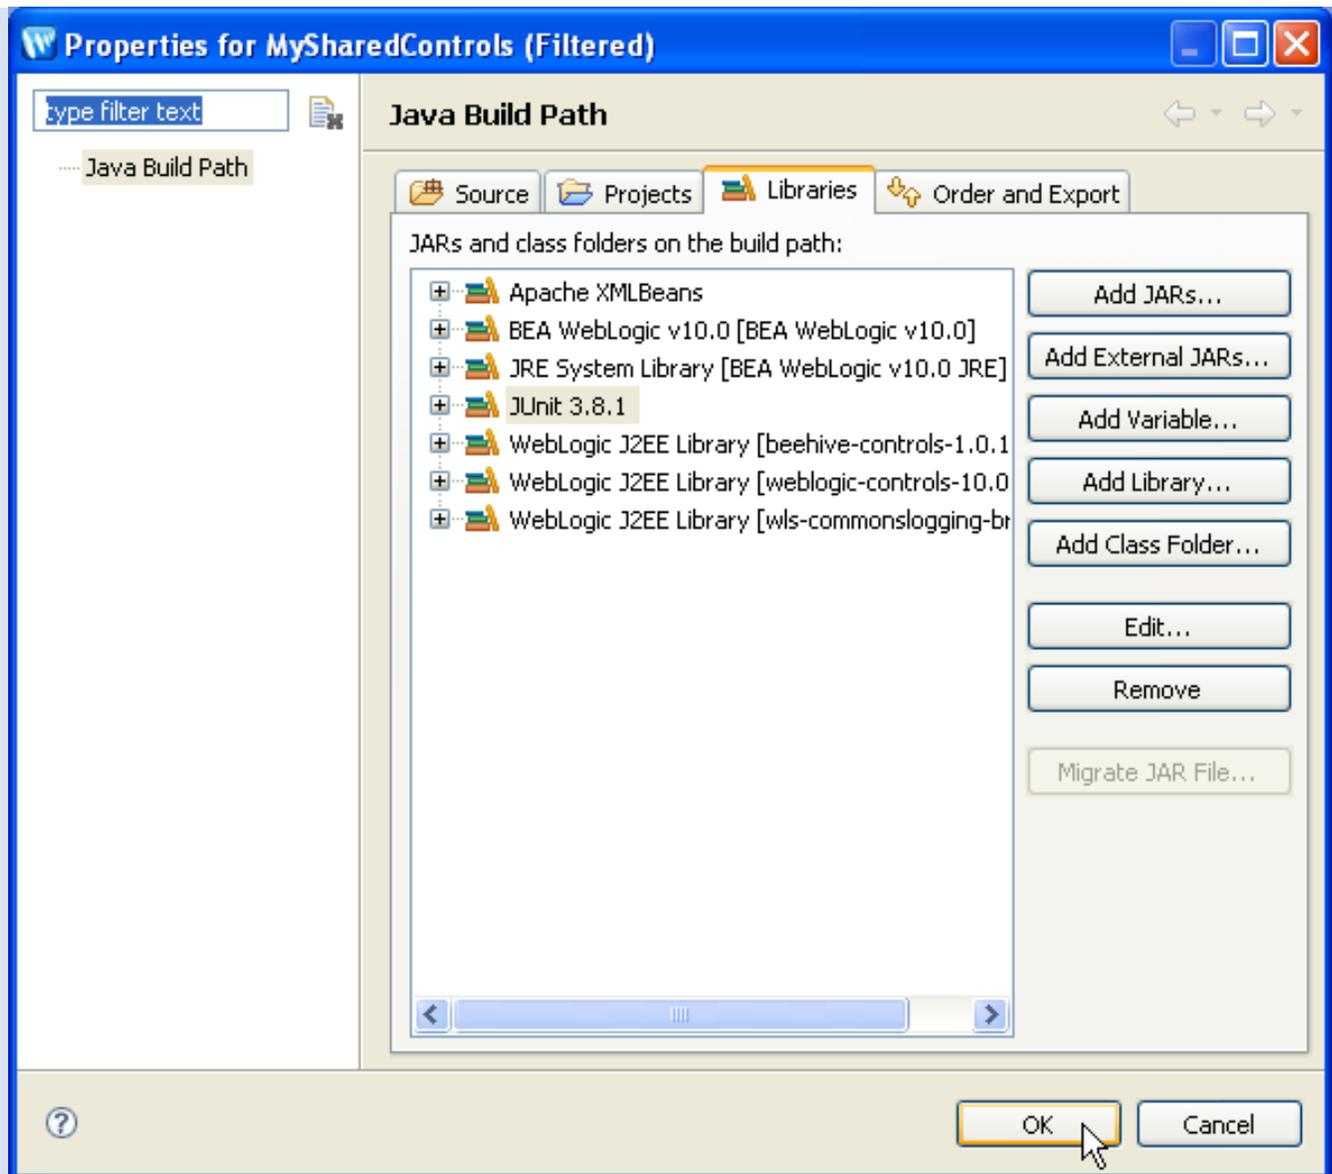 Properties for MySharedControls (Filtered)
type filter text
Java Build Path
Java Build Path
Source
Projects
Libraries
Order and Export
JARs and class folders on the build path:
Apache XMLBeans
BEA WebLogic v10.0 [BEA WebLogic v10.0]
JRE System Library [BEA WebLogic v10.0 JRE]
JUnit 3.8.1
WebLogic J2EE Library [beehive-controls-1.0.1
WebLogic J2EE Library [weblogic-controls-10.0
WebLogic J2EE Library [wls-commonslogging-br
Add JARs...
Add External JARs...
Add Variable...
Add Library...
Add Class Folder...
Edit...
Remove
Migrate JAR File...
?
OK
Cancel